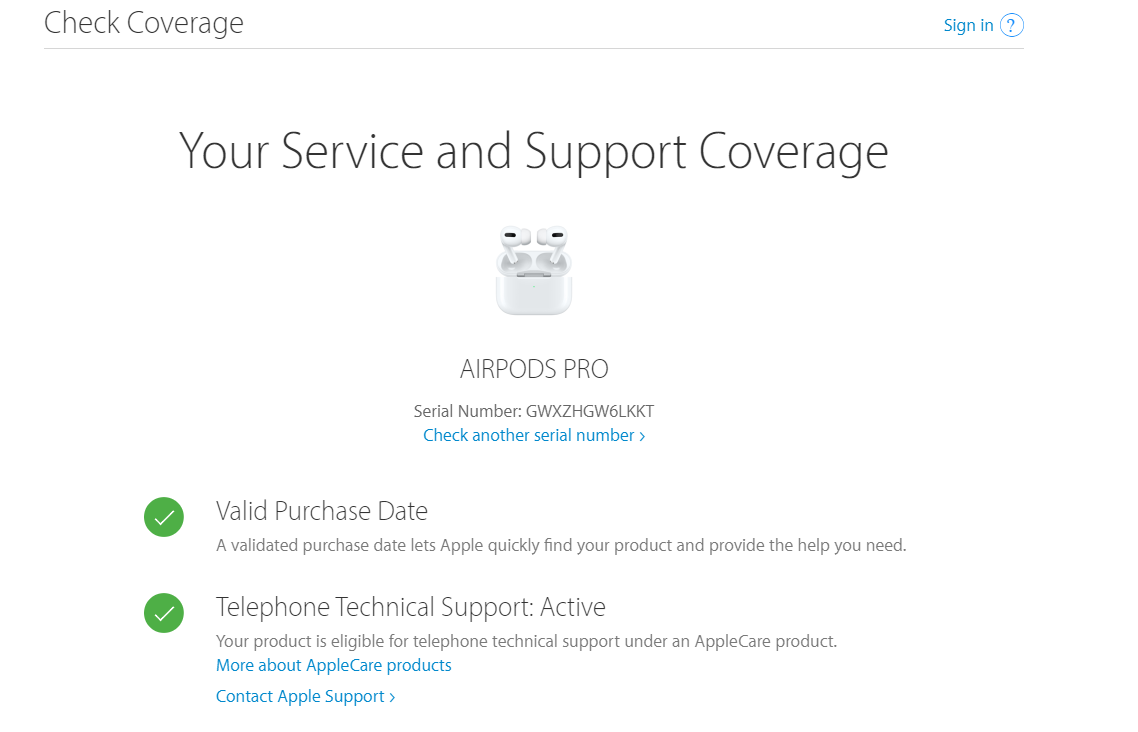 Check Coverage
Sign in ?
Your Service and Support Coverage
AIRPODS PRO
Serial Number: GWXZHGW6LKKT
Check another serial number ›
Valid Purchase Date
A validated purchase date lets Apple quickly find your product and provide the help you need.
Telephone Technical Support: Active
Your product is eligible for telephone technical support under an AppleCare product.
More about AppleCare products
Contact Apple Support ›